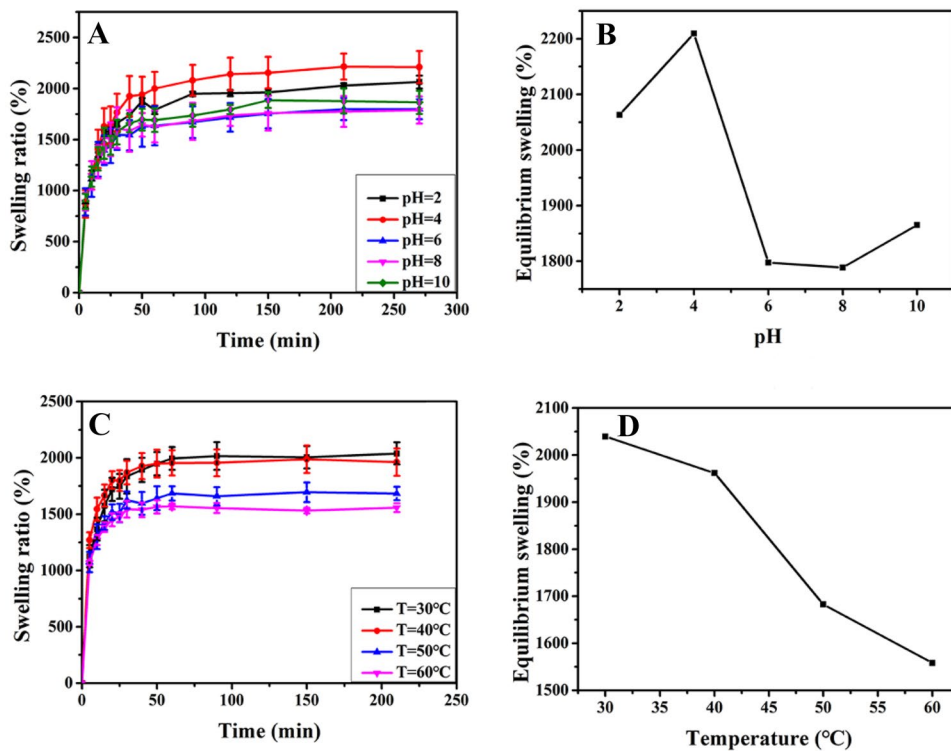 A
Swelling ratio (%)
2500
2000
1500
1000
500
0
pH=2
pH=4
pH=6
pH=8
pH=10
0 50 100 150 200 250 300
Time (min)
B
Equilibrium swelling (%)
2200
2100
2000
1900
1800
2 4 6 8 10
pH
C
Swelling ratio (%)
2500
2000
1500
1000
500
0
T=30°C
T=40°C
T=50°C
T=60°C
0 50 100 150 200 250
Time (min)
D
Equilibrium swelling (%)
2100
2000
1900
1800
1700
1600
1500
30 35 40 45 50 55 60
Temperature (°C)